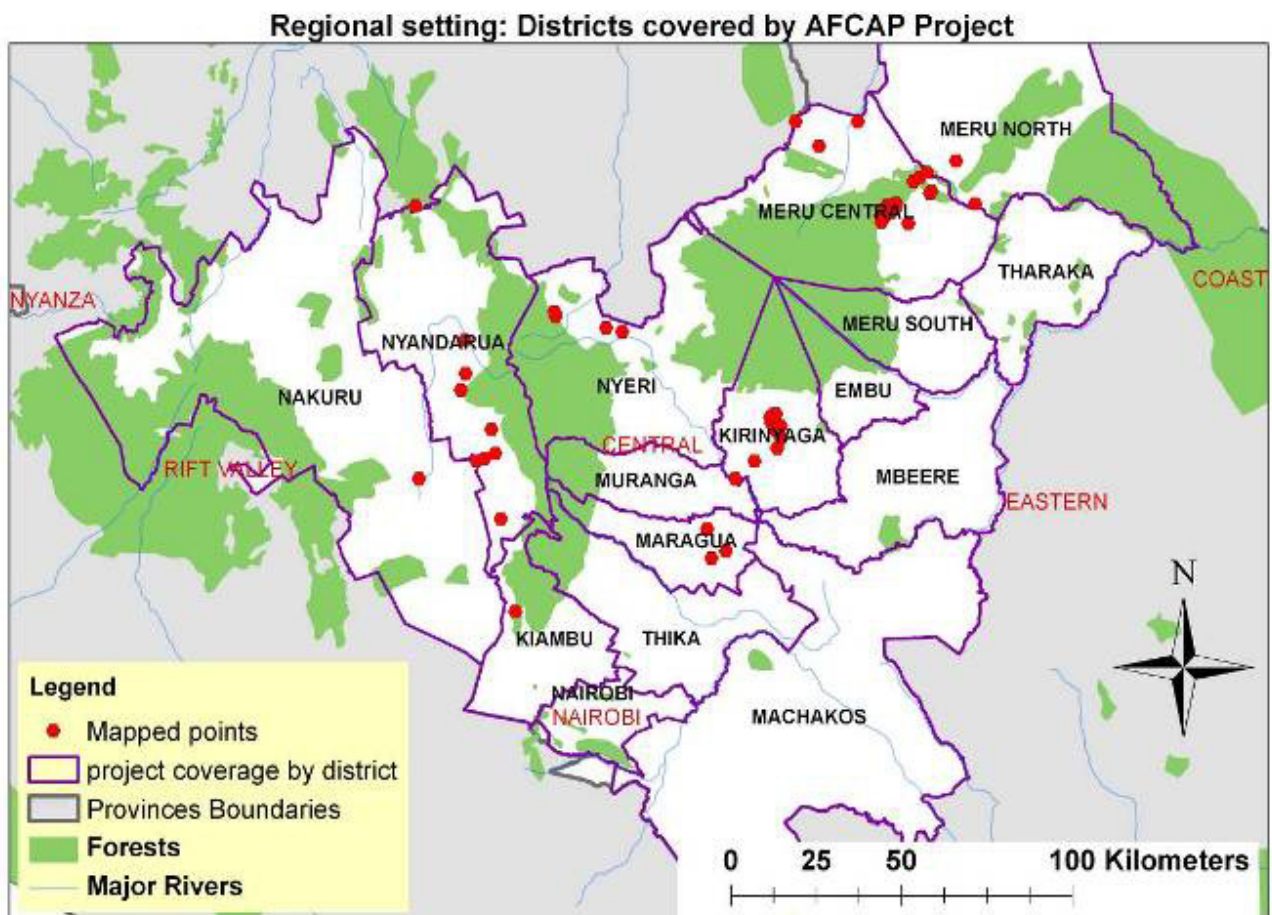 Regional setting: Districts covered by AFCAP Project
MERU NORTH
MERU CENTRAL
THARAKA
NYANZA
COAST
MERU SOUTH
NYANDARUA
NAKURU
NYERI
EMBU
KIRINYAGA
CENTRAL
RIFT VALLEY
MURANGA
MBEERE
EASTERN
MARAGUA
N
KIAMBU
THIKA
NAIROBI
NAIROBI
MACHAKOS
Legend
Mapped points
project coverage by district
Provinces Boundaries
Forests
Major Rivers
0 25 50 100 Kilometers